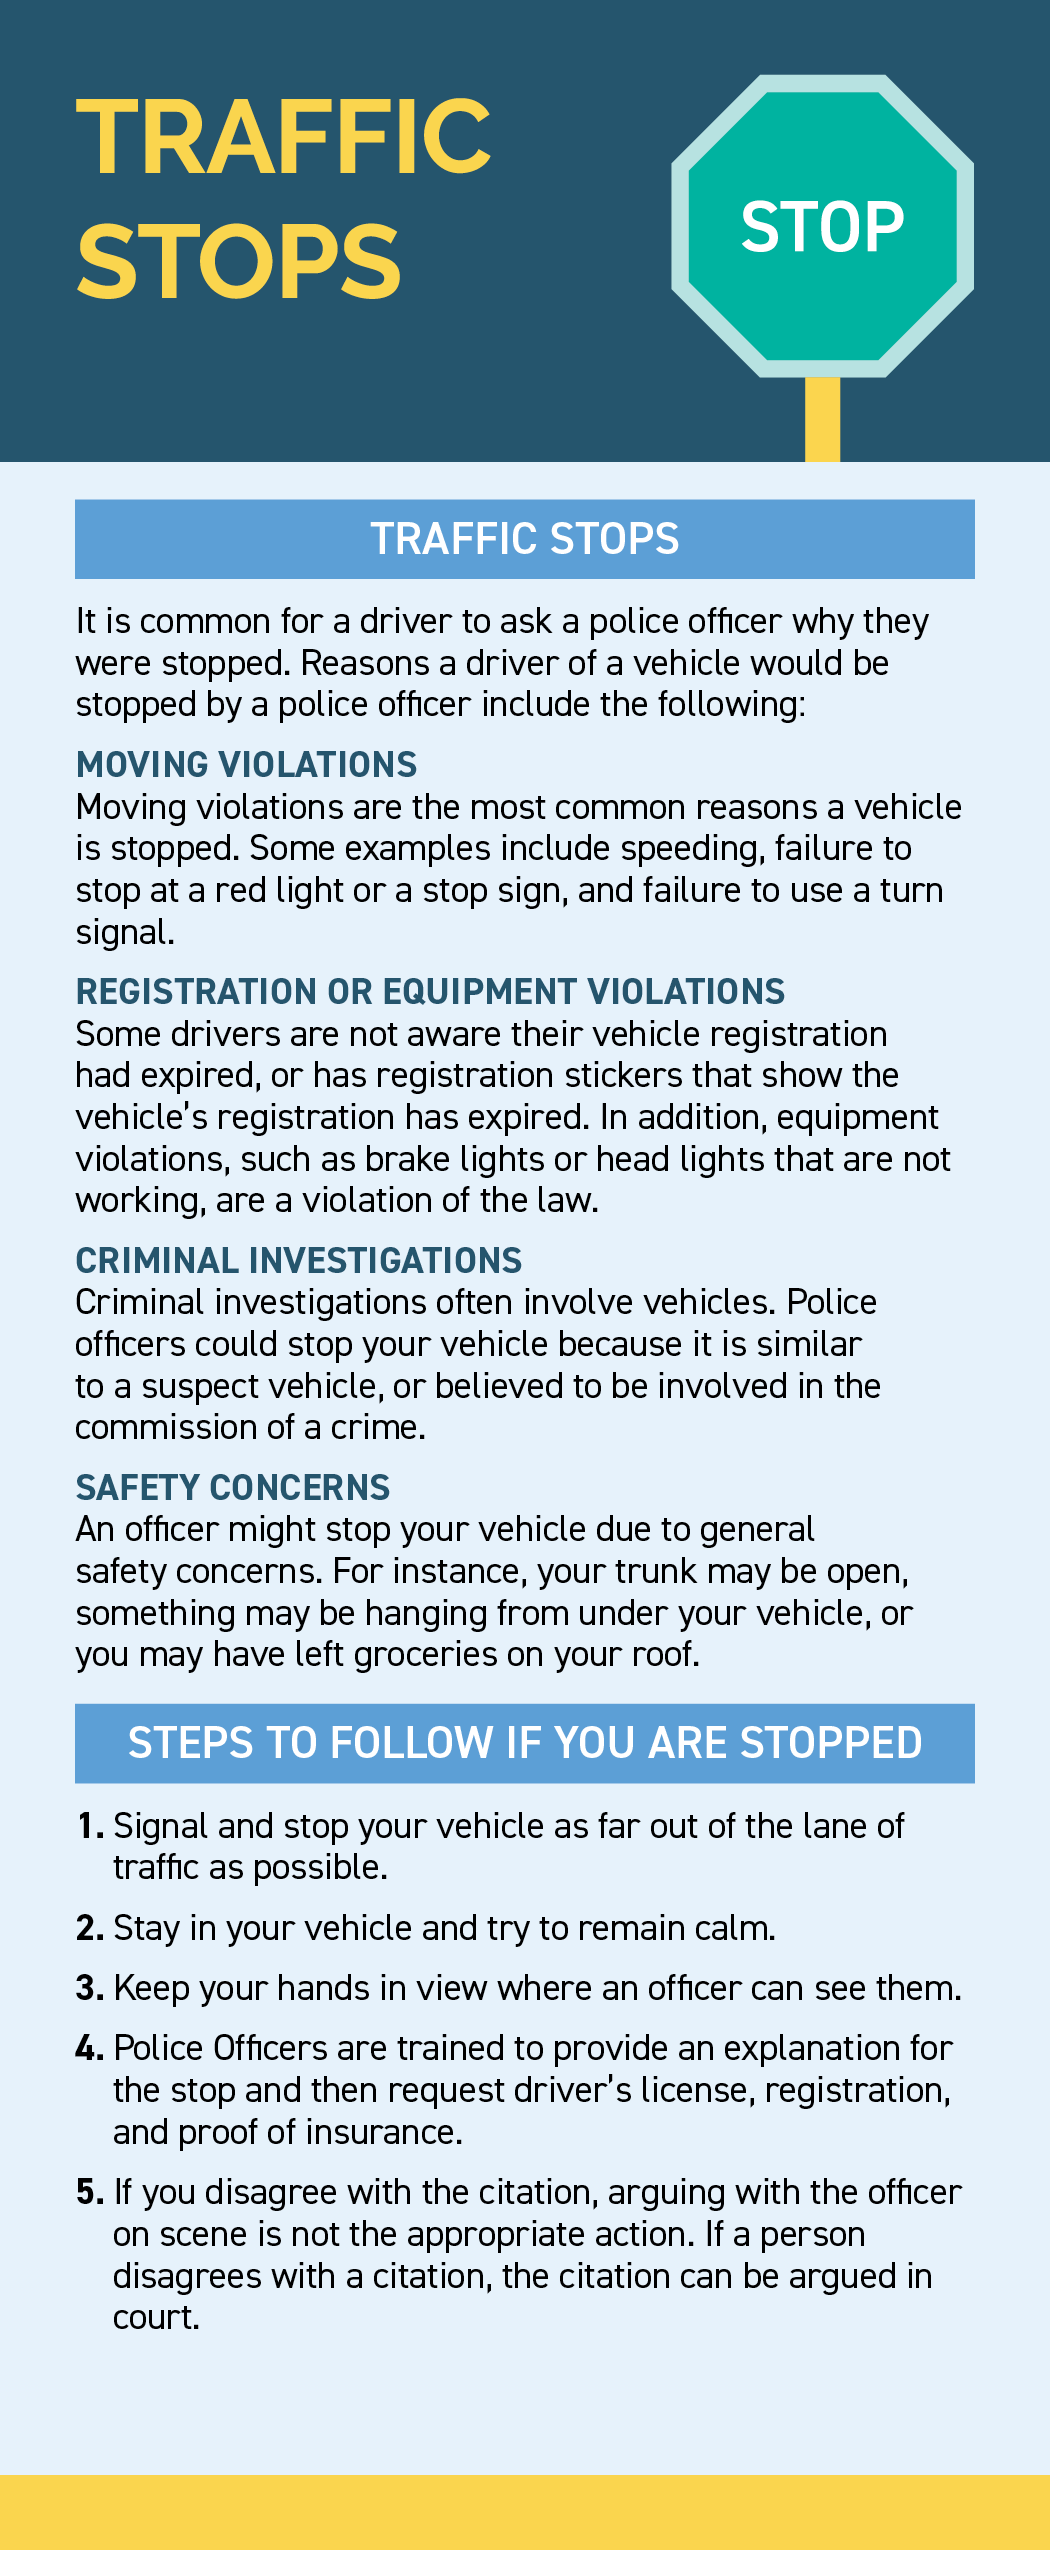 TRAFFIC
STOPS
STOP
TRAFFIC STOPS
It is common for a driver to ask a police officer why they
were stopped. Reasons a driver of a vehicle would be
stopped by a police officer include the following:
MOVING VIOLATIONS
Moving violations are the most common reasons a vehicle
is stopped. Some examples include speeding, failure to
stop at a red light or a stop sign, and failure to use a turn
signal.
REGISTRATION OR EQUIPMENT VIOLATIONS
Some drivers are not aware their vehicle registration
had expired, or has registration stickers that show the
vehicle’s registration has expired. In addition, equipment
violations, such as brake lights or head lights that are not
working, are a violation of the law.
CRIMINAL INVESTIGATIONS
Criminal investigations often involve vehicles. Police
officers could stop your vehicle because it is similar
to a suspect vehicle, or believed to be involved in the
commission of a crime.
SAFETY CONCERNS
An officer might stop your vehicle due to general
safety concerns. For instance, your trunk may be open,
something may be hanging from under your vehicle, or
you may have left groceries on your roof.
STEPS TO FOLLOW IF YOU ARE STOPPED
1. Signal and stop your vehicle as far out of the lane of
traffic as possible.
2. Stay in your vehicle and try to remain calm.
3. Keep your hands in view where an officer can see them.
4. Police Officers are trained to provide an explanation for
the stop and then request driver’s license, registration,
and proof of insurance.
5. If you disagree with the citation, arguing with the officer
on scene is not the appropriate action. If a person
disagrees with a citation, the citation can be argued in
court.